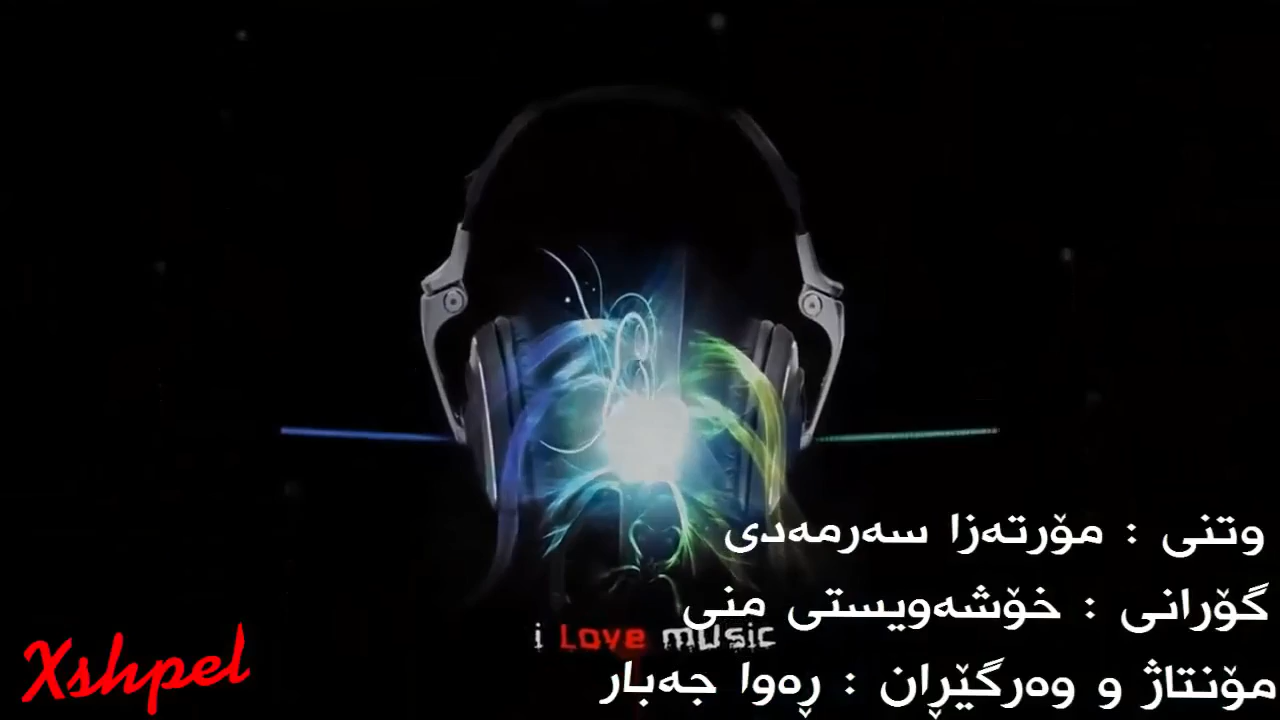 وتنی : مۆرتەزا سەرمەدی
گۆرانی : خۆشەویستی منی
i Love music
مۆنتاژ و وەرگێڕان : ڕەوا جەبار
Xshpel